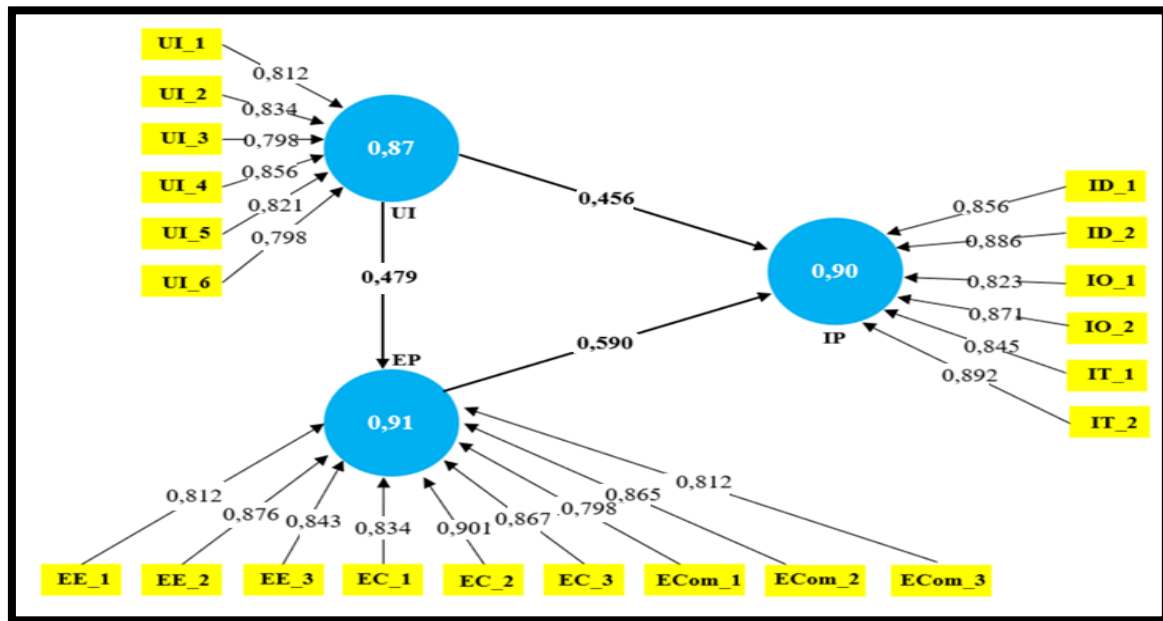 UI_1
0,812
UI_2
0,834
UI_3
0,798
UI_4
0,856
UI_5
0,821
UI_6
0,798
0,87
UI
0,456
0,479
0,590
EP
0,91
0,90
IP
ID_1
0,856
ID_2
0,886
IO_1
0,823
IO_2
0,871
IT_1
0,845
IT_2
0,892
0,812
0,876
0,843
0,834
0,901
0,867
0,798
0,865
0,812
EE_1
EE_2
EE_3
EC_1
EC_2
EC_3
ECom_1
ECom_2
ECom_3